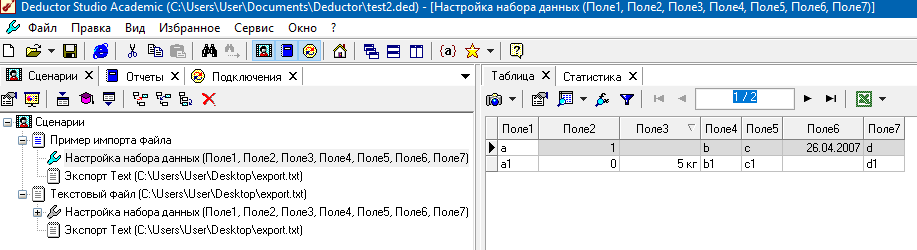 Deductor Studio Academic (C:\Users\User\Documents\Deductor\test2.ded) - [Настройка набора данных (Поле1, Поле2, Поле3, Поле4, Поле5, Поле6, Поле7)]
Файл Правка Вид Избранное Сервис Окно ?
Сценарии X Отчеты X Подключения X
Таблица X Статистика X
1 / 2
Сценарии
Пример импорта Файла
Настройка набора данных (Поле1, Поле2, Поле3, Поле4, Поле5, Поле6, Поле7)
Экспорт Text (C:\Users\User\Desktop\export.txt)
Текстовый файл (C:\Users\User\Desktop\export.txt)
Настройка набора данных (Поле1, Поле2, Поле3, Поле4, Поле5, Поле6, Поле7)
Экспорт Text (C:\Users\User\Desktop\export.txt)
Поле1 Поле2 Поле3 Поле4 Поле5 Поле6 Поле7
a 1 b c 26.04.2007 d
a1 0 5 кг b1 c1 d1